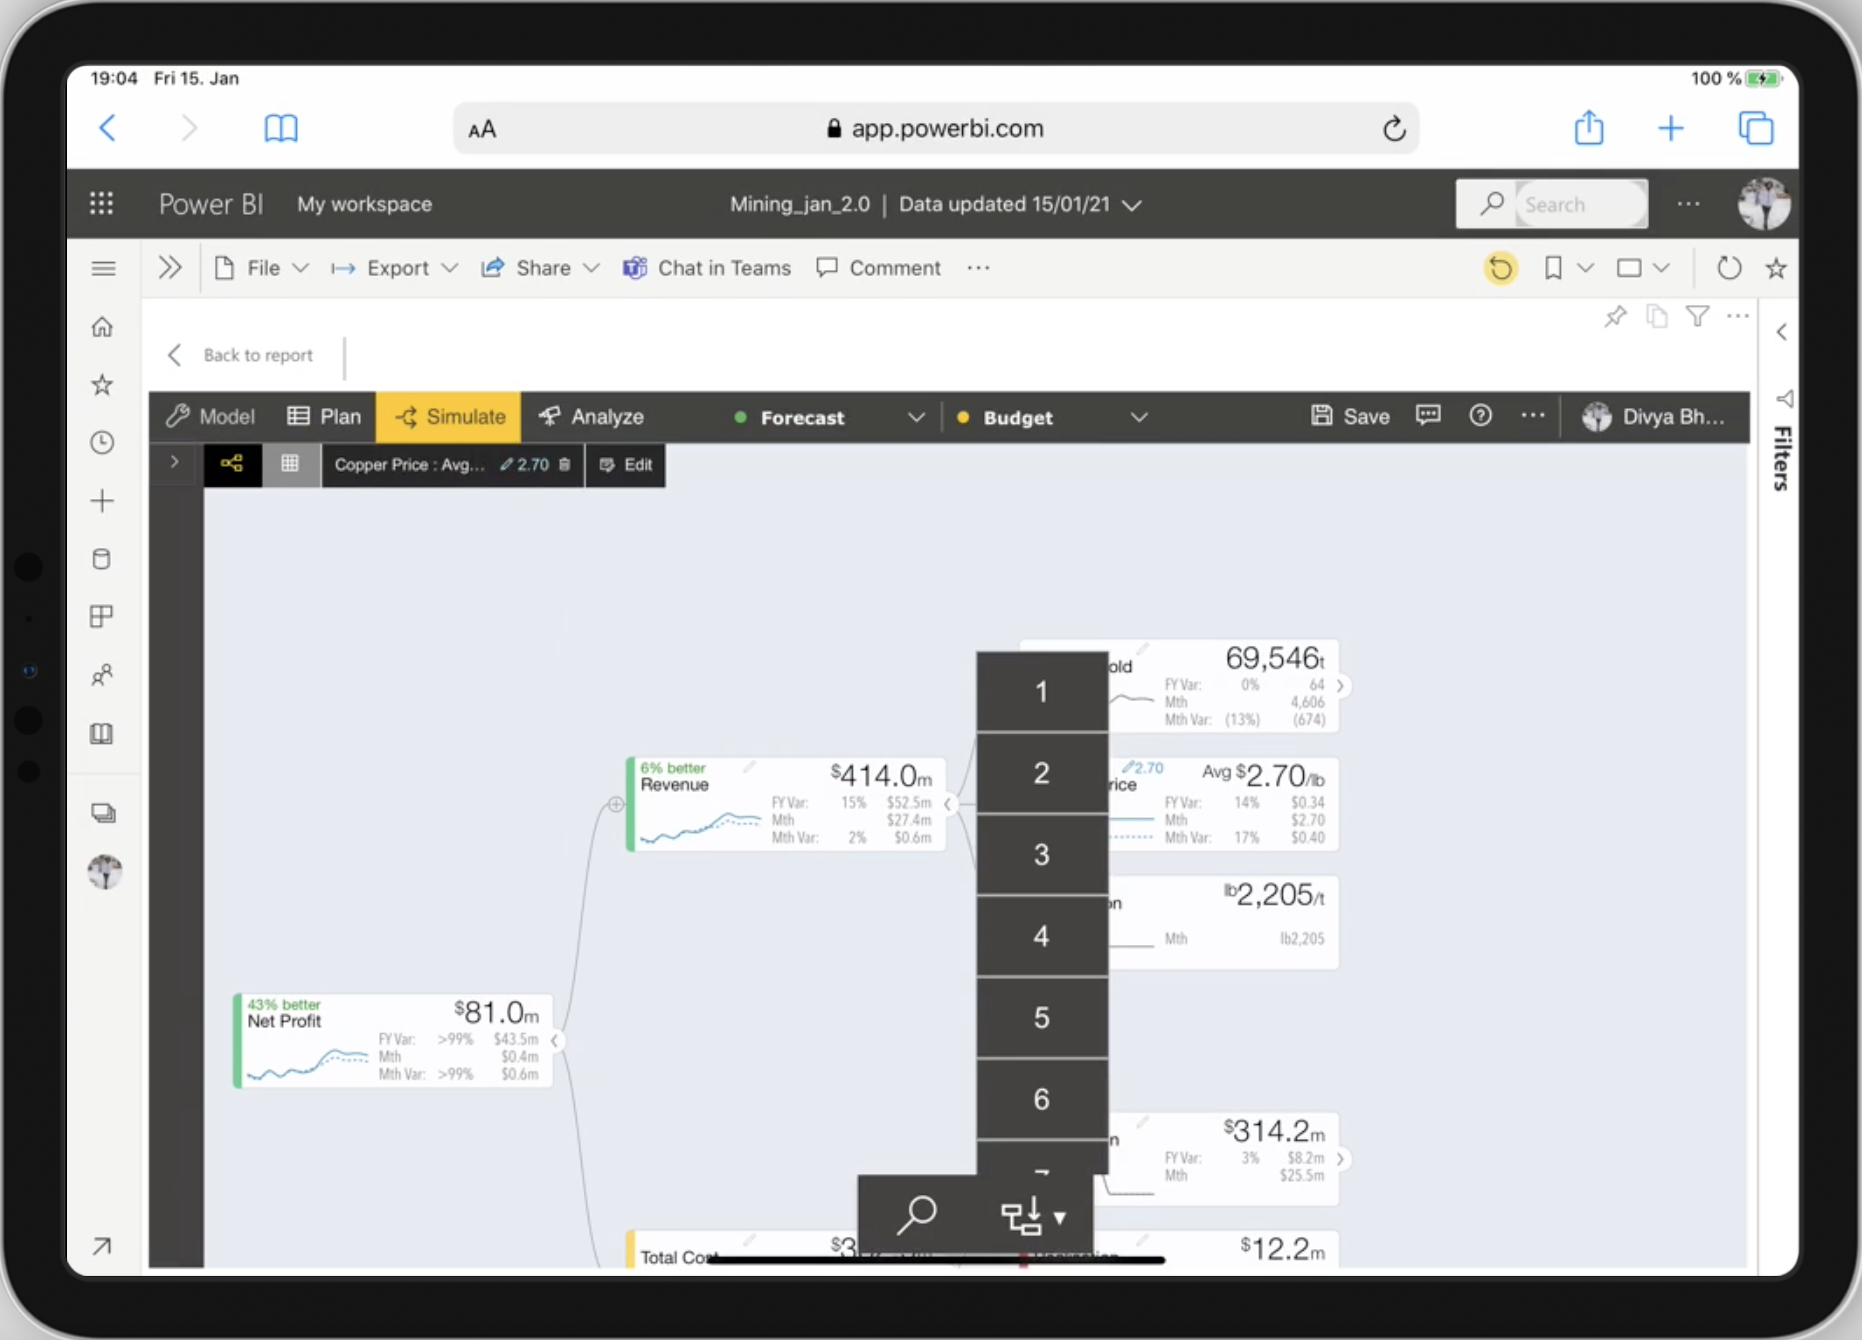 19:04 Fri 15. Jan
100 %
AA
app.powerbi.com
Power BI My workspace
Mining_jan_2.0 | Data updated 15/01/21
Search
File Export Share Chat in Teams Comment ...
Back to report
Filters
Model Plan Simulate Analyze
Forecast Budget
Save ... Divya Bh...
Copper Price : Avg... 2.70 Edit
old 69,546t
FY Var: 0% 64
Mth 4,606
Mth Var: (13%) (674)
6% better
Revenue $414.0m
FY Var: 15% $52.5m
Mth $27.4m
Mth Var: 2% $0.6m
rice 2.70 Avg $2.70/lb
FY Var: 14% $0.34
Mth $2.70
Mth Var: 17% $0.40
on lb2,205/t
Mth lb2,205
43% better
Net Profit $81.0m
FY Var: >99% $43.5m
Mth $0.4m
Mth Var: >99% $0.6m
1
2
3
4
5
6
n $314.2m
FY Var: 3% $8.2m
Mth $25.5m
Total Cost
$12.2m